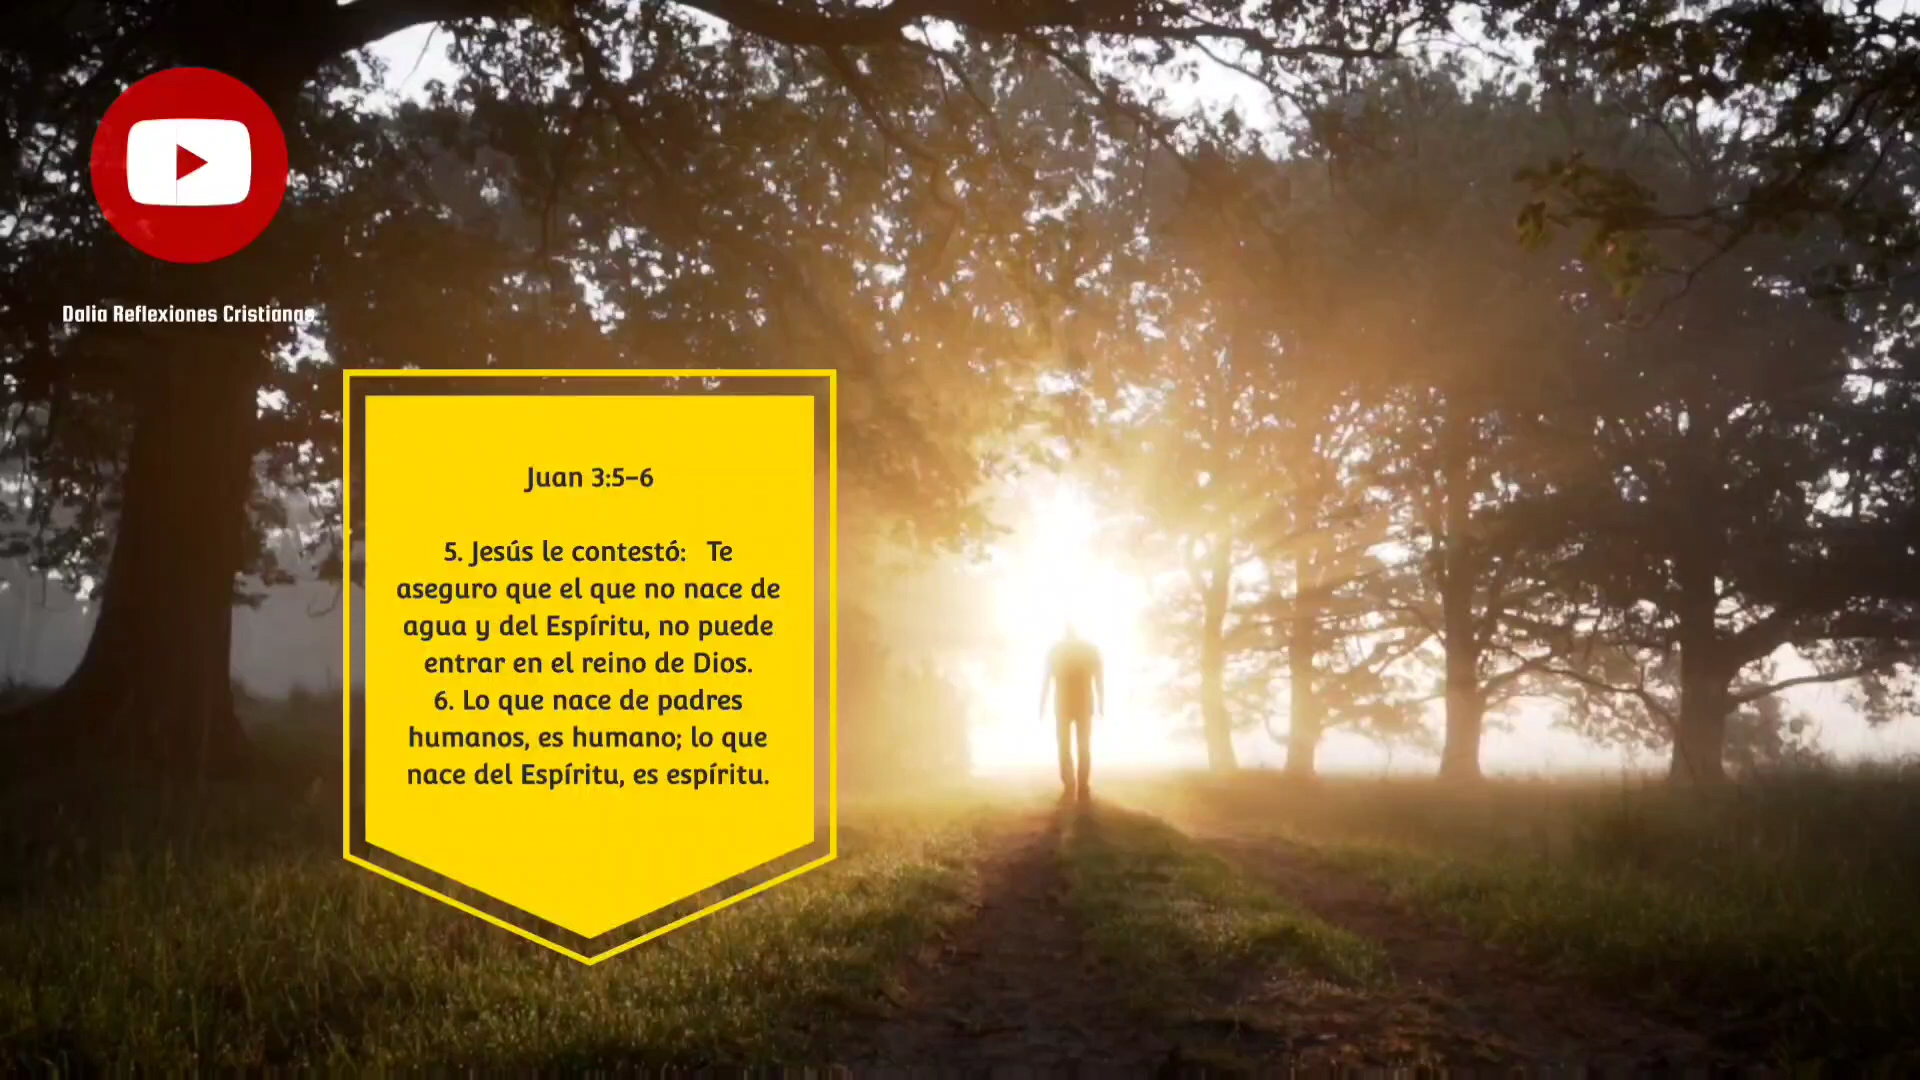 Dalia Reflexiones Cristianas
Juan 3:5-6
5. Jesús le contestó: Te
aseguro que el que no nace de
agua y del Espíritu, no puede
entrar en el reino de Dios.
6. Lo que nace de padres
humanos, es humano; lo que
nace del Espíritu, es espíritu.